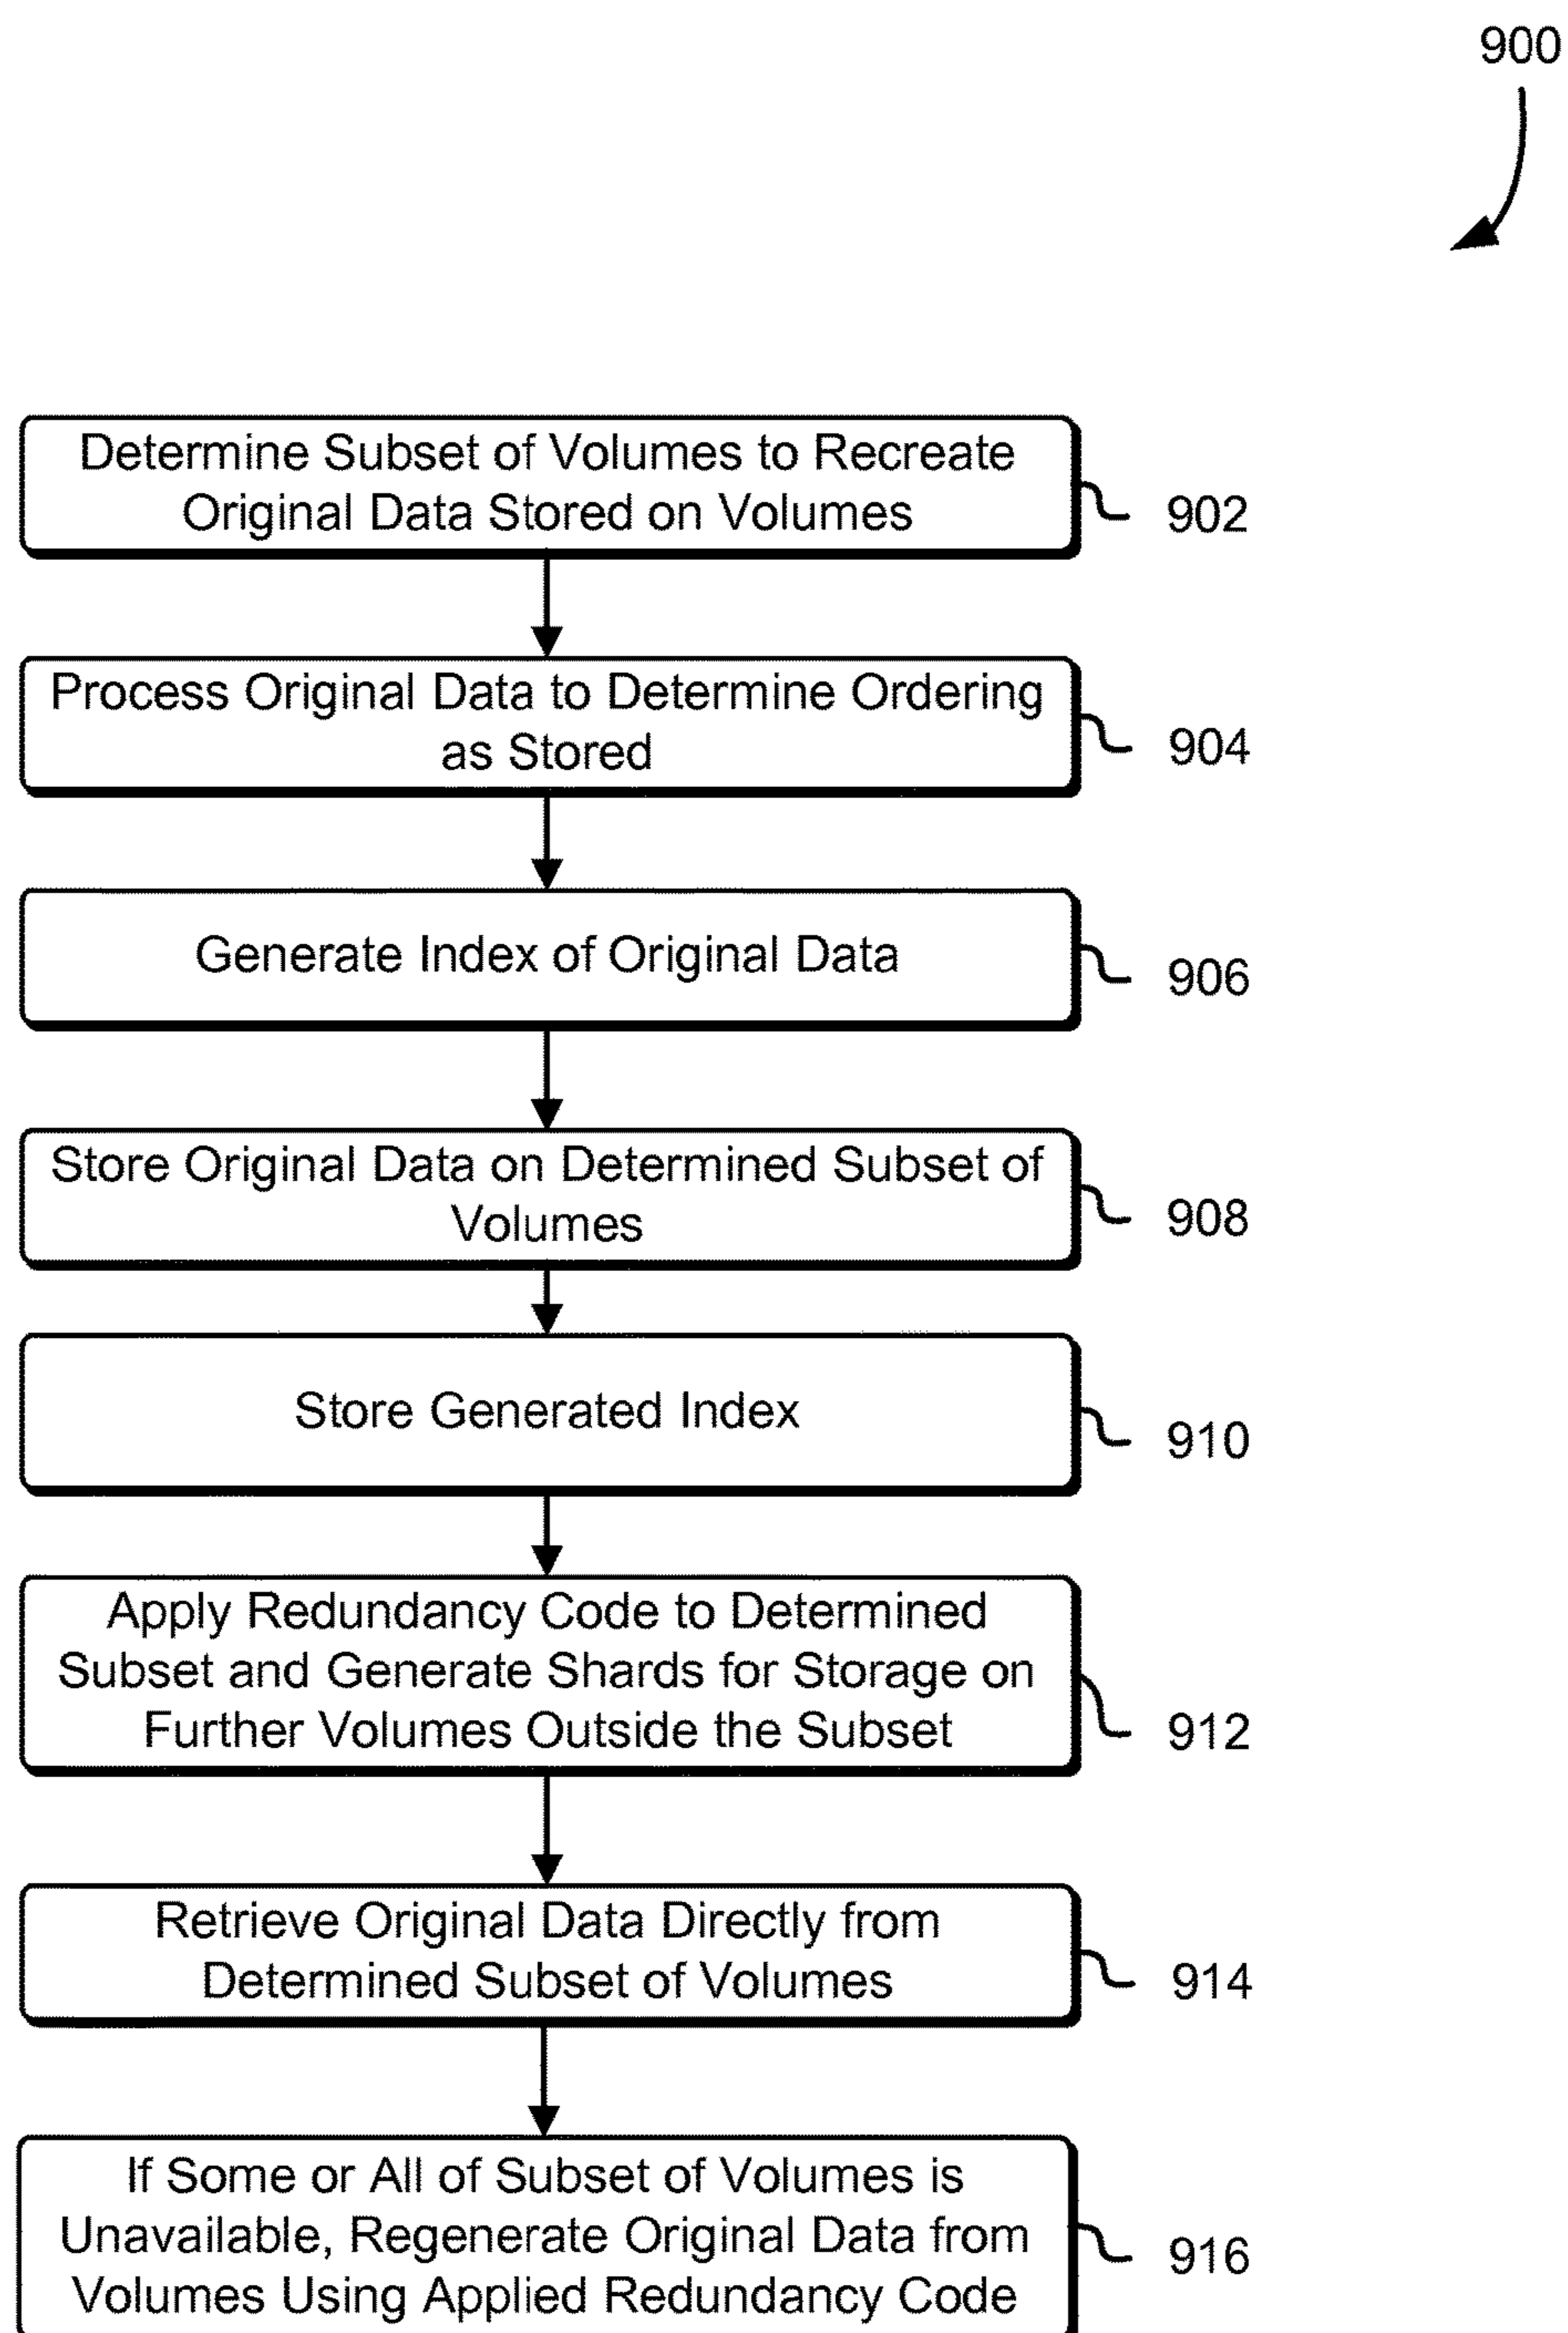 900
Determine Subset of Volumes to Recreate
Original Data Stored on Volumes
902
Process Original Data to Determine Ordering
as Stored
904
Generate Index of Original Data
906
Store Original Data on Determined Subset of
Volumes
908
Store Generated Index
910
Apply Redundancy Code to Determined
Subset and Generate Shards for Storage on
Further Volumes Outside the Subset
912
Retrieve Original Data Directly from
Determined Subset of Volumes
914
If Some or All of Subset of Volumes is
Unavailable, Regenerate Original Data from
Volumes Using Applied Redundancy Code
916